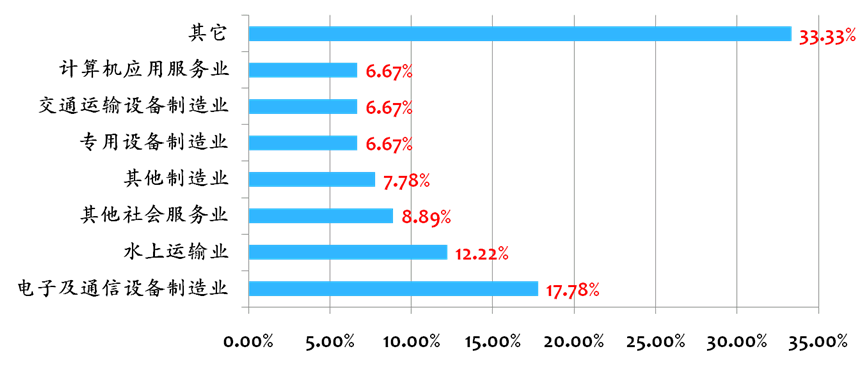 其它 33.33%
计算机应用服务业 6.67%
交通运输设备制造业 6.67%
专用设备制造业 6.67%
其他制造业 7.78%
其他社会服务业 8.89%
水上运输业 12.22%
电子及通信设备制造业 17.78%
0.00% 5.00% 10.00% 15.00% 20.00% 25.00% 30.00% 35.00%